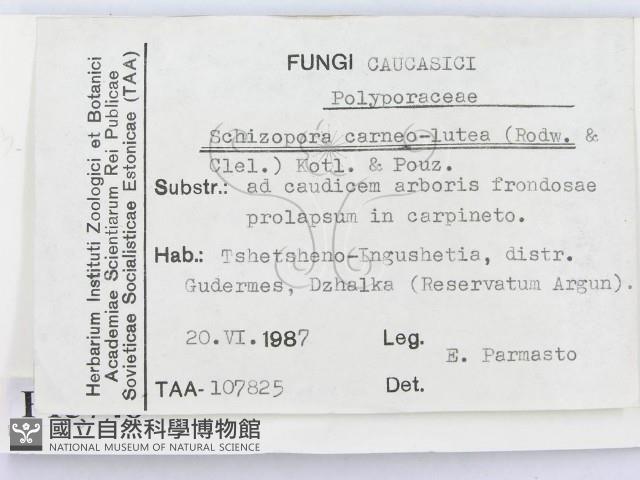 Herbarium Instituti Zoologici et Botanici
Academiae Scientiarum Rei Publicae
Sovieticae Socialisticae Estonicae (TAA)
FUNGI CAUCASICI
Polyporaceae
Schizopora carneo-lutea (Rodw. &
Clel.) Kotl. & Pouz.
Substr.: ad caudicem arboris frondosae
prolapsum in carpineto.
Hab.: Tshetsheno-Ingushetia, distr.
Gudermes, Dzhalka (Reservatum Argun).
20.VI.1987 Leg.
E. Parmasto
TAA-107825 Det.
國立自然科學博物館
NATIONAL MUSEUM OF NATURAL SCIENCE